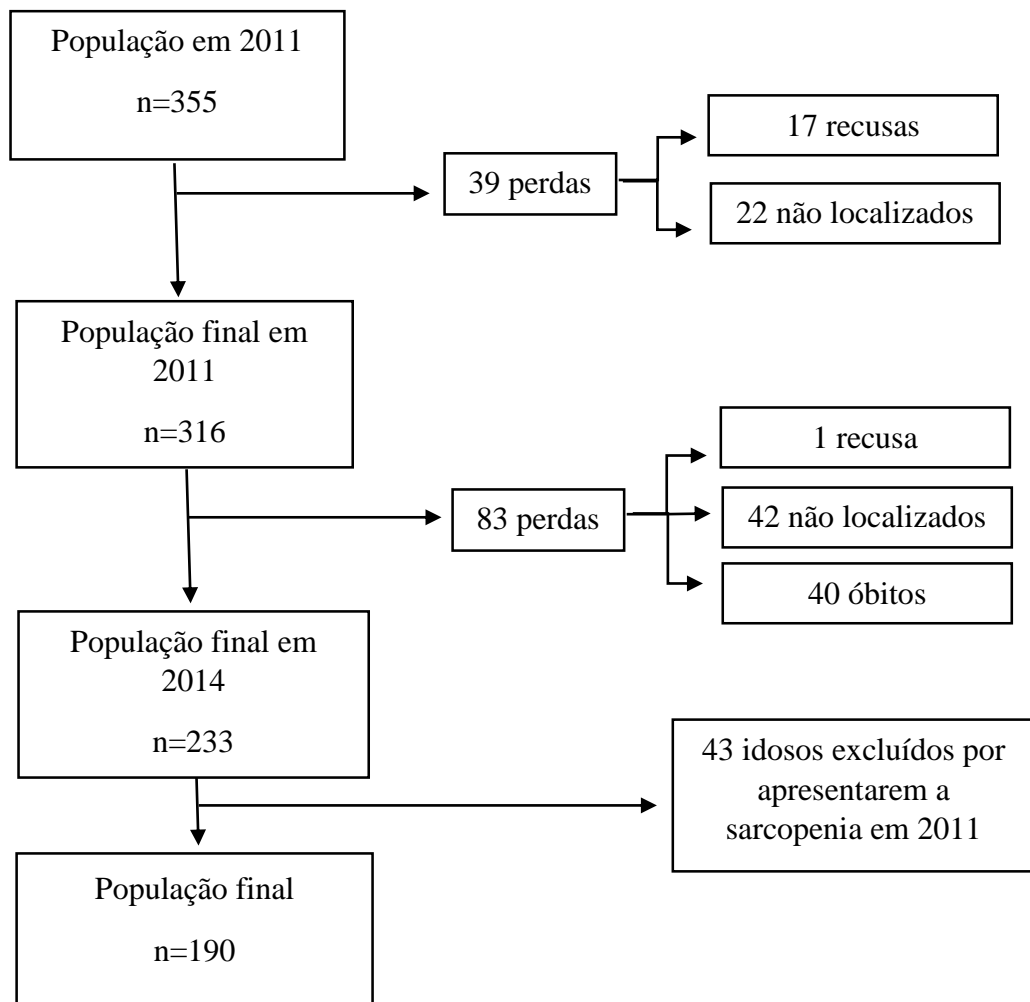 População em 2011
n=355
17 recusas
39 perdas
22 não localizados
População final em
2011
n=316
1 recusa
83 perdas
42 não localizados
40 óbitos
População final em
2014
n=233
43 idosos excluídos por
apresentarem a
sarcopenia em 2011
População final
n=190